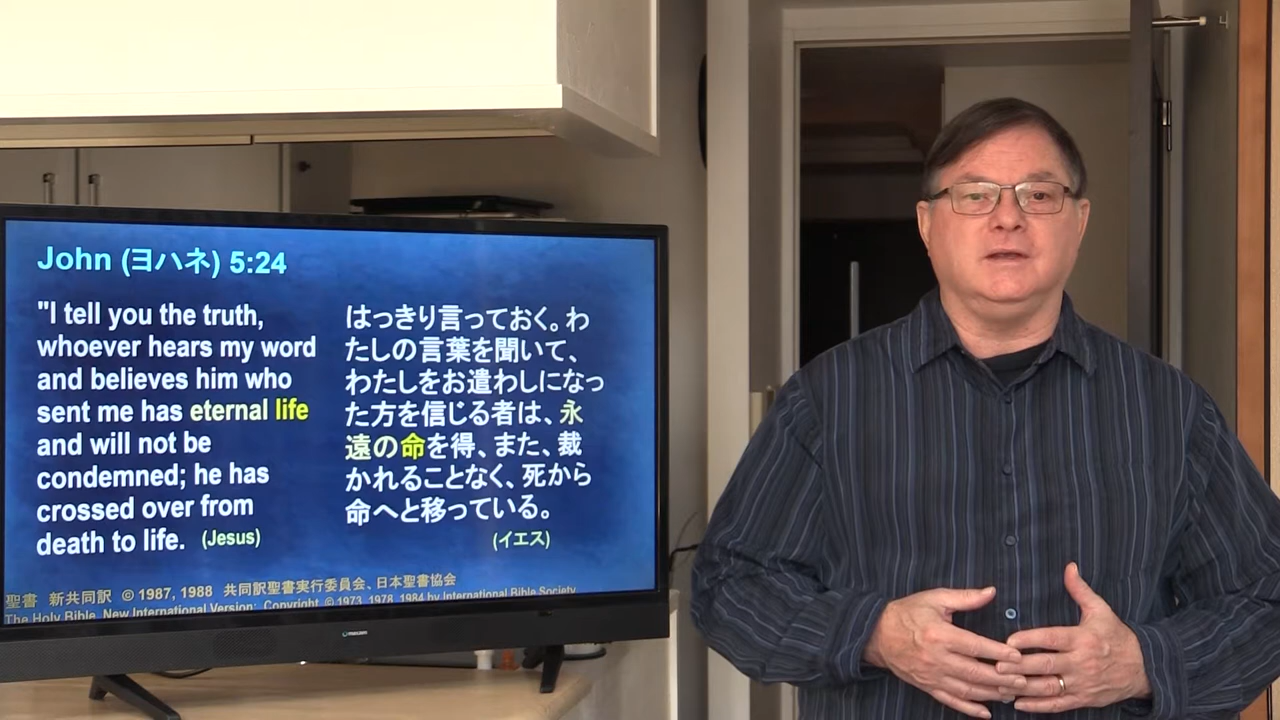 John (ヨハネ) 5:24
"I tell you the truth,
whoever hears my word
and believes him who
sent me has eternal life
and will not be
condemned; he has
crossed over from
death to life. (Jesus)
はっきり言っておく。わ
たしの言葉を聞いて、
わたしをお遣わしになっ
た方を信じる者は、永
遠の命を得、また、裁
かれることなく、死から
命へと移っている。
(イエス)
聖書 新共同訳 © 1987, 1988 共同訳聖書実行委員会、日本聖書協会
The Holy Bible, New International Version; Copyright © 1973, 1978, 1984 by International Bible Society